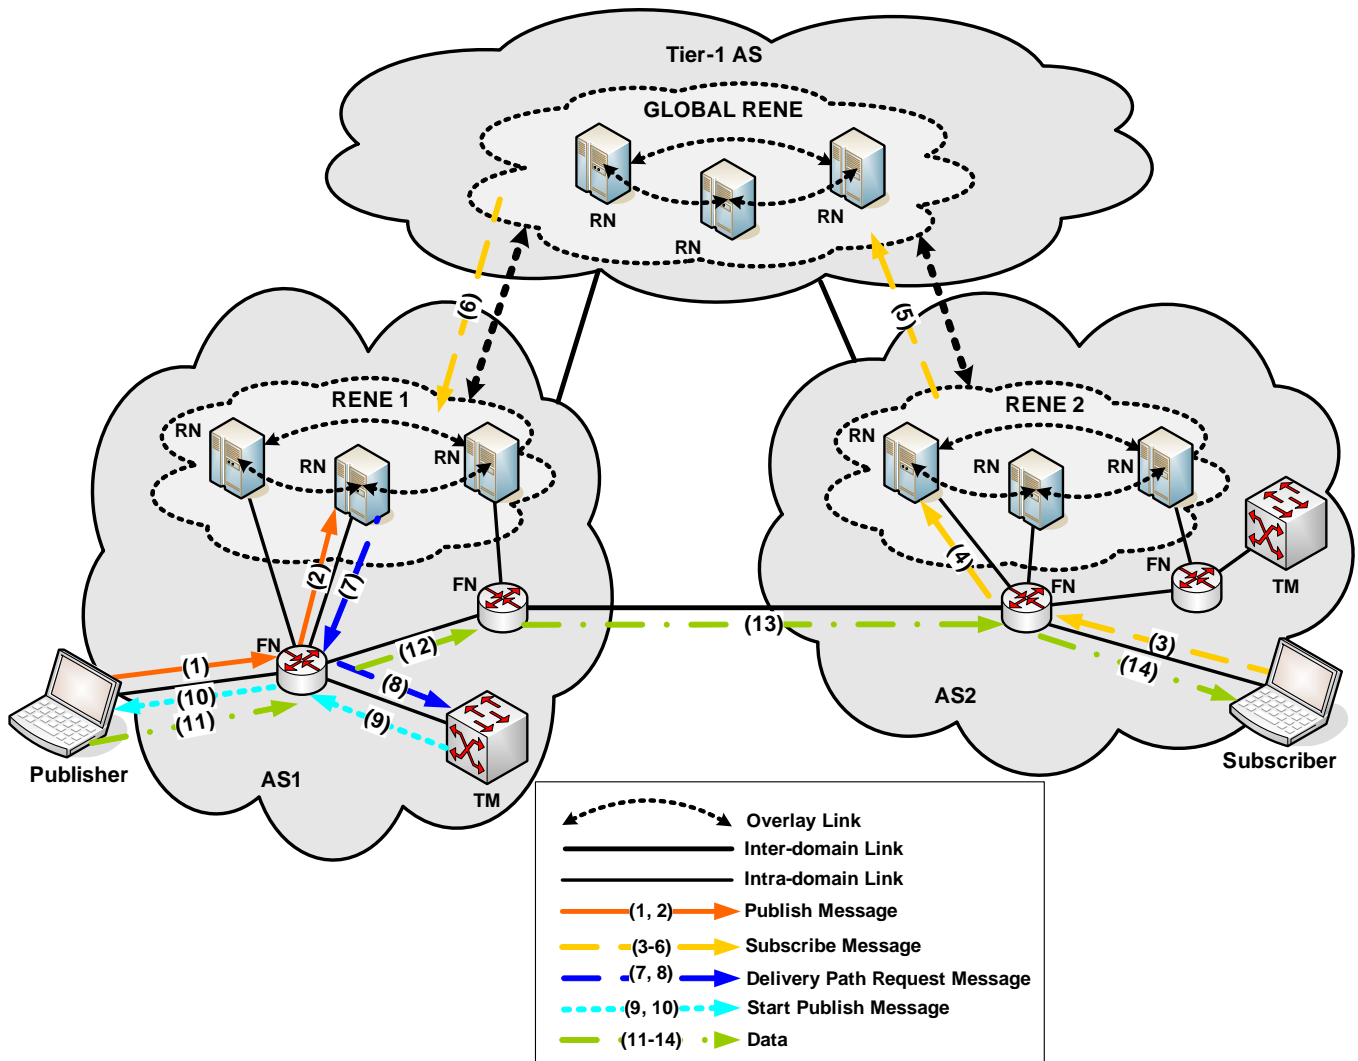 Tier-1 AS
GLOBAL RENE
RN
RN
RN
(6)
(5)
RENE 1
RN
RN
RN
RENE 2
RN
RN
RN
(2)
(7)
(4)
FN
FN
TM
FN
FN
(1)
(12)
(13)
(3)
(14)
(10)
(8)
(11)
(9)
AS2
Publisher
AS1
TM
Subscriber
Overlay Link
Inter-domain Link
Intra-domain Link
(1, 2) Publish Message
(3-6) Subscribe Message
(7, 8) Delivery Path Request Message
(9, 10) Start Publish Message
(11-14) Data